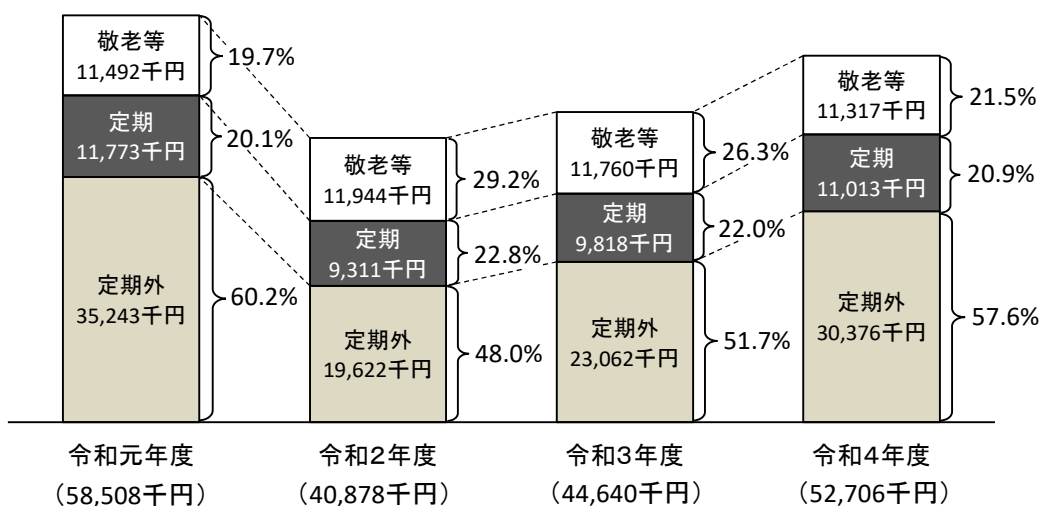 敬老等
11,492千円
19.7%
定期
11,773千円
20.1%
定期外
35,243千円
60.2%
令和元年度
(58,508千円)
敬老等
11,944千円
29.2%
定期
9,311千円
22.8%
定期外
19,622千円
48.0%
令和2年度
(40,878千円)
敬老等
11,760千円
26.3%
定期
9,818千円
22.0%
定期外
23,062千円
51.7%
令和3年度
(44,640千円)
敬老等
11,317千円
21.5%
定期
11,013千円
20.9%
定期外
30,376千円
57.6%
令和4年度
(52,706千円)